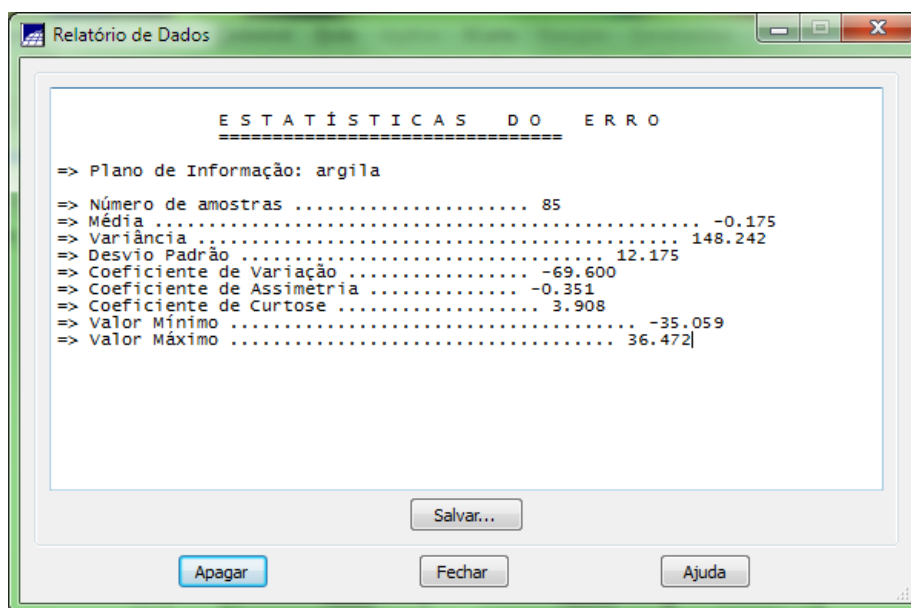 Relatório de Dados
E S T A T Í S T I C A S   D O   E R R O
================================
=> Plano de Informação: argila
=> Número de amostras ...................... 85
=> Média ................................................... -0.175
=> Variância ............................................. 148.242
=> Desvio Padrão .................................. 12.175
=> Coeficiente de Variação ................. -69.600
=> Coeficiente de Assimetria .............. -0.351
=> Coeficiente de Curtose ................... 3.908
=> Valor Mínimo ...................................... -35.059
=> Valor Máximo .................................... 36.472
Salvar...
Apagar
Fechar
Ajuda